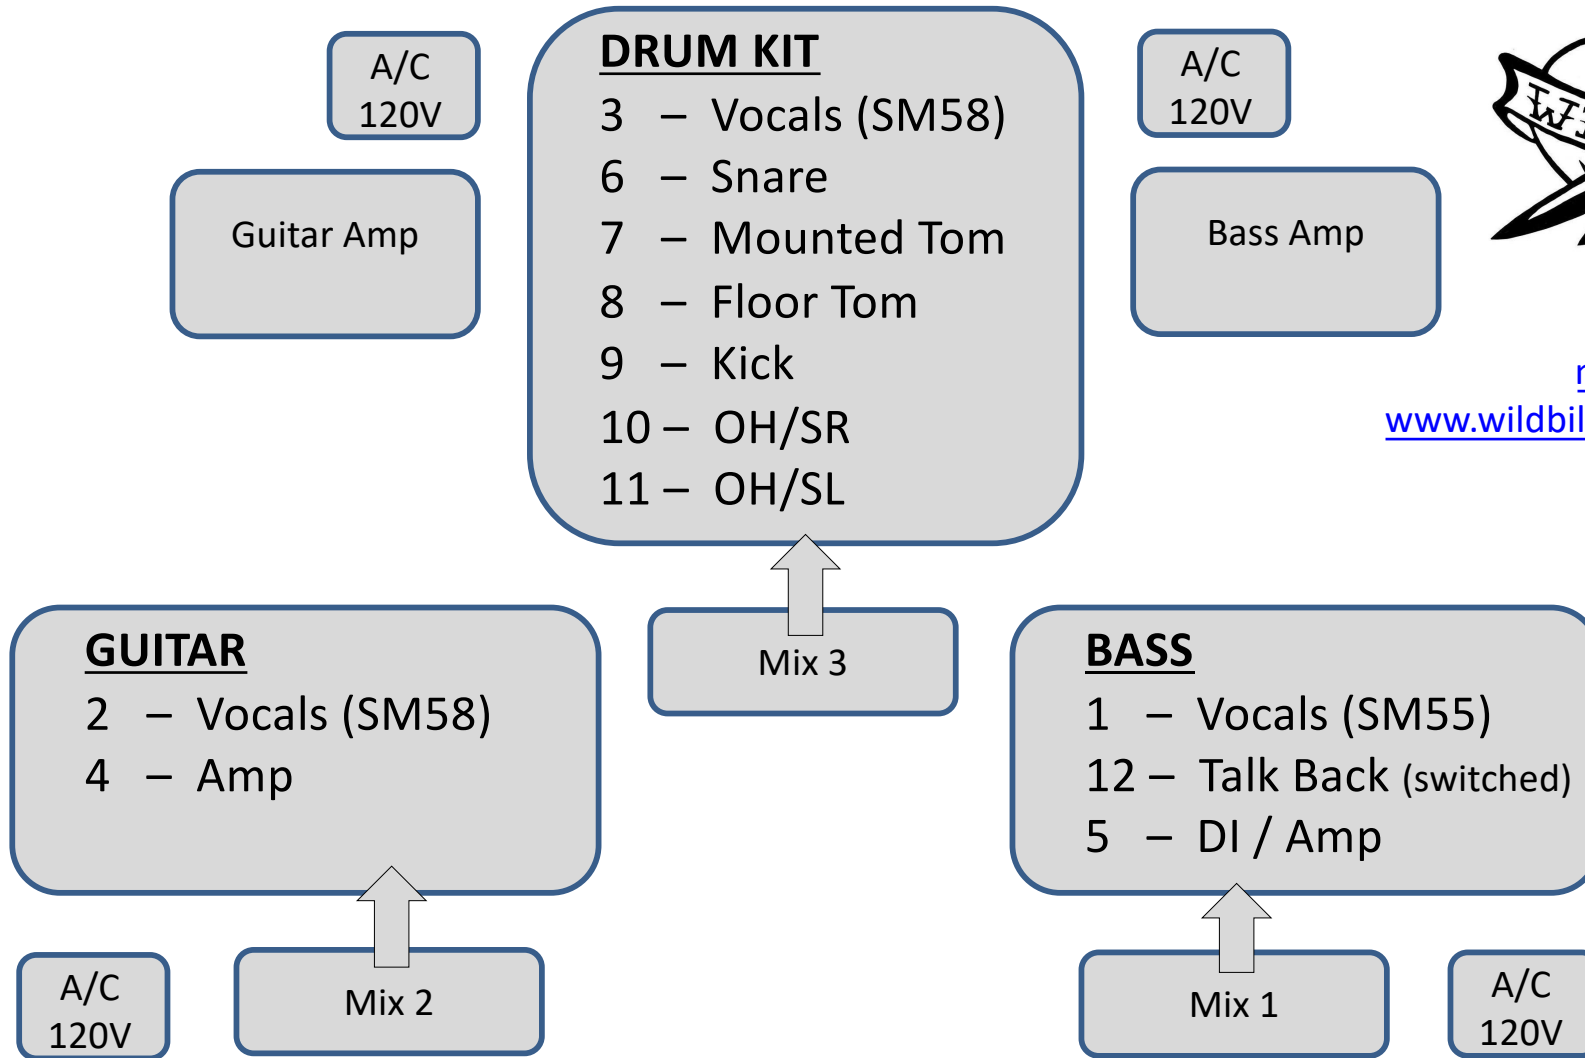 A/C
120V
DRUM KIT
3 – Vocals (SM58)
6 – Snare
7 – Mounted Tom
8 – Floor Tom
9 – Kick
10 – OH/SR
11 – OH/SL
A/C
120V
Guitar Amp
Bass Amp
www.wildbil
GUITAR
2 – Vocals (SM58)
4 – Amp
Mix 3
BASS
1 – Vocals (SM55)
12 – Talk Back (switched)
5 – DI / Amp
A/C
120V
Mix 2
Mix 1
A/C
120V